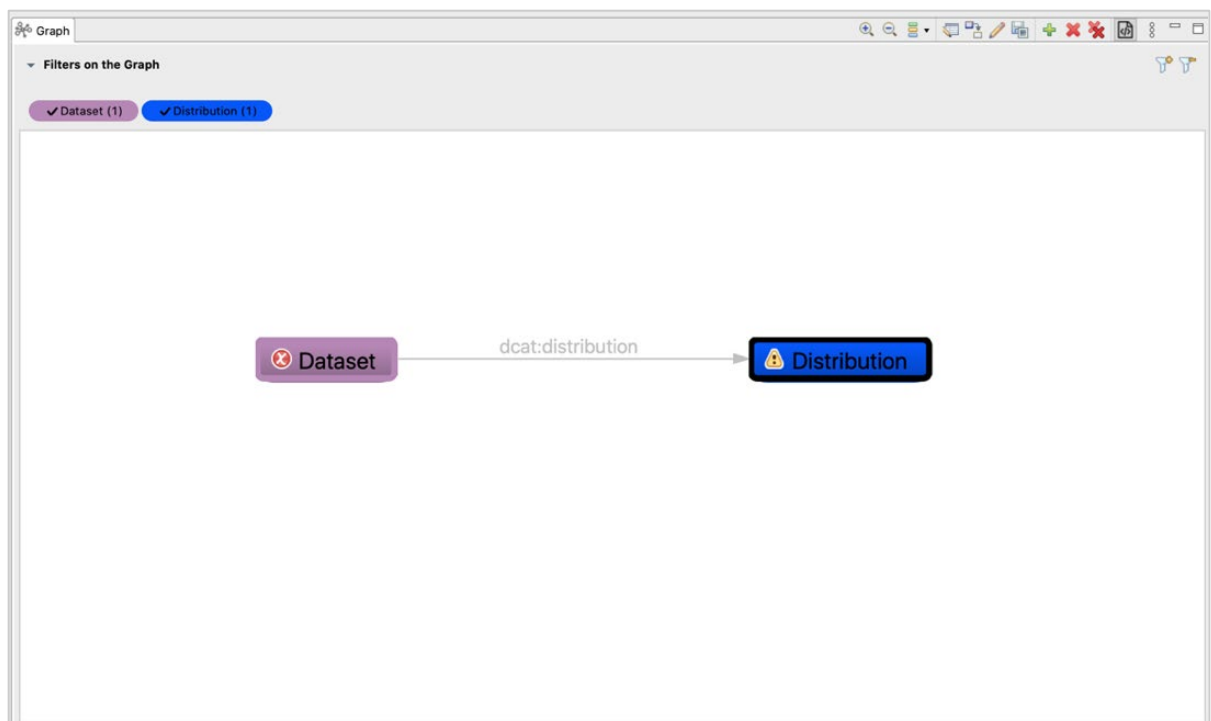 Graph
Filters on the Graph
Dataset (1) Distribution (1)
dcat:distribution
Dataset Distribution